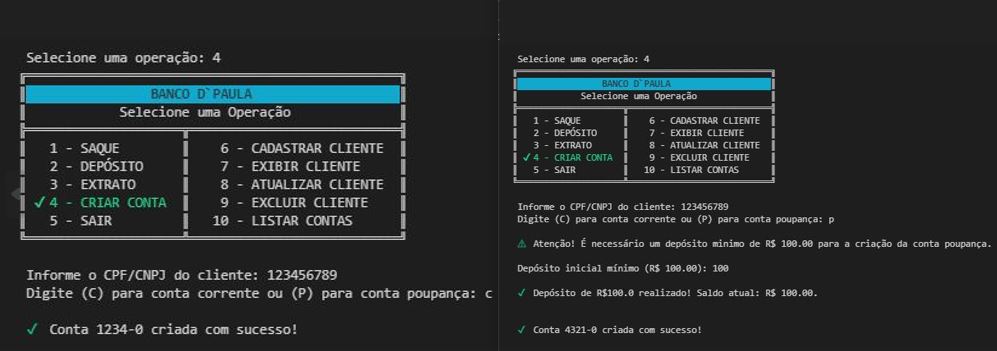 Selecione uma operação: 4
BANCO D`PAULA
Selecione uma Operação
1 - SAQUE 6 - CADASTRAR CLIENTE
2 - DEPÓSITO 7 - EXIBIR CLIENTE
3 - EXTRATO 8 - ATUALIZAR CLIENTE
✓ 4 - CRIAR CONTA 9 - EXCLUIR CLIENTE
5 - SAIR 10 - LISTAR CONTAS
Informe o CPF/CNPJ do cliente: 123456789
Digite (C) para conta corrente ou (P) para conta poupança: c
✓ Conta 1234-0 criada com sucesso!
Selecione uma operação: 4
BANCO D`PAULA
Selecione uma Operação
1 - SAQUE 6 - CADASTRAR CLIENTE
2 - DEPÓSITO 7 - EXIBIR CLIENTE
3 - EXTRATO 8 - ATUALIZAR CLIENTE
✓ 4 - CRIAR CONTA 9 - EXCLUIR CLIENTE
5 - SAIR 10 - LISTAR CONTAS
Informe o CPF/CNPJ do cliente: 123456789
Digite (C) para conta corrente ou (P) para conta poupança: p
⚠ Atenção! É necessário um depósito minimo de R$ 100.00 para a criação da conta poupança.
Depósito inicial mínimo (R$ 100.00): 100
✓ Depósito de R$100.0 realizado! Saldo atual: R$ 100.00.
✓ Conta 4321-0 criada com sucesso!